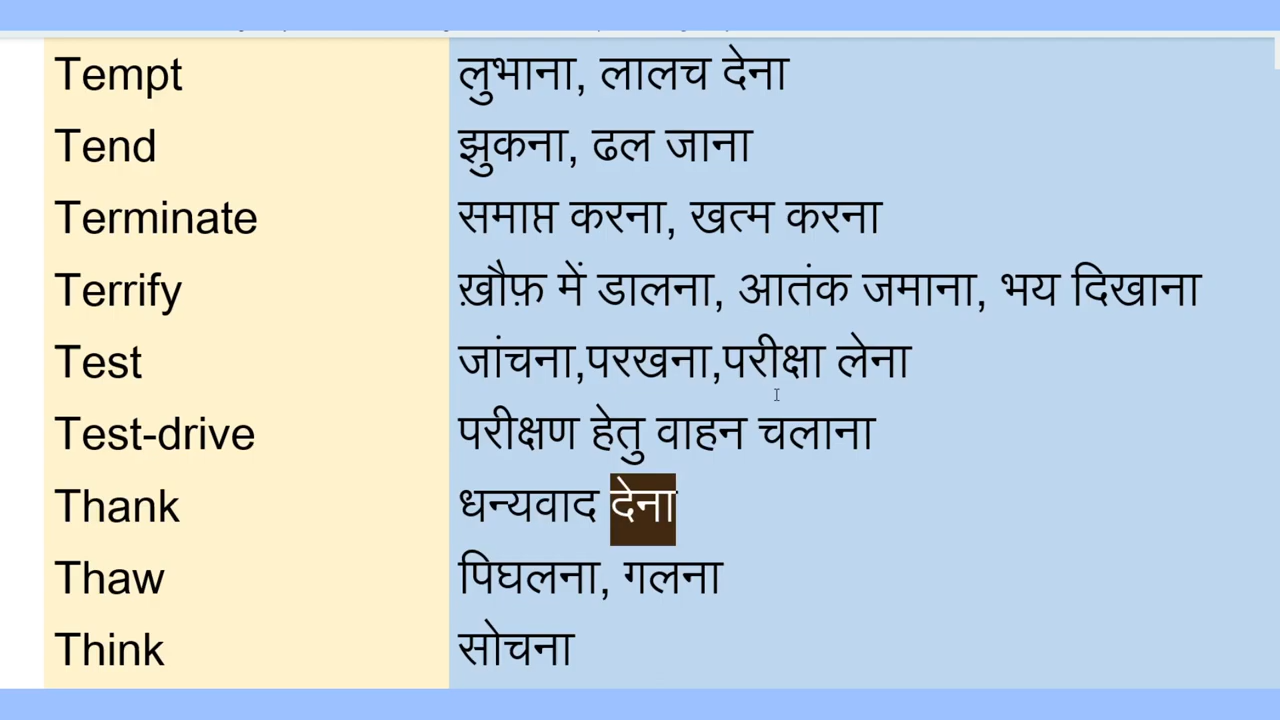 Tempt लुभाना, लालच देना
Tend झुकना, ढल जाना
Terminate समाप्त करना, खत्म करना
Terrify ख़ौफ़ में डालना, आतंक जमाना, भय दिखाना
Test जांचना,परखना,परीक्षा लेना
Test-drive परीक्षण हेतु वाहन चलाना
Thank धन्यवाद देना
Thaw पिघलना, गलना
Think सोचना